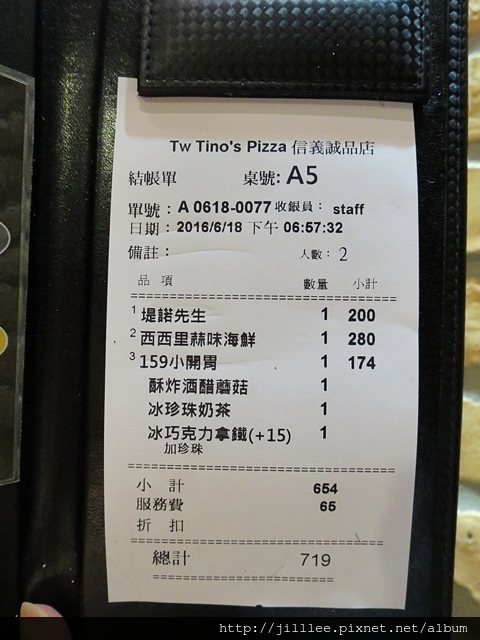 Tw Tino's Pizza 信義誠品店
結帳單 桌號: A5
單號： A 0618-0077 收銀員： staff
日期： 2016/6/18 下午 06:57:32
備註： 人數： 2
品 項 數量 小計
1 堤諾先生 1 200
2 西西里蒜味海鮮 1 280
3 159小開胃 1 174
酥炸酒醋蘑菇 1
冰珍珠奶茶 1
冰巧克力拿鐵(+15) 1
加珍珠
小 計 654
服務費 65
折 扣
總計 719
http://jilllee.pixnet.net/album